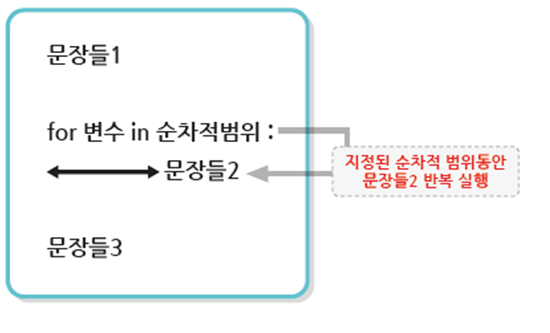 문장들1
for 변수 in 순차적범위 :
문장들2
지정된 순차적 범위동안
문장들2 반복 실행
문장들3